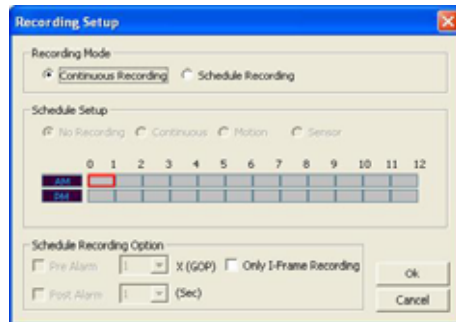 Recording Setup
Recording Mode
Continuous Recording Schedule Recording
Schedule Setup
No Recording Continuous Motion Sensor
0 1 2 3 4 5 6 7 8 9 10 11 12
AM
PM
Schedule Recording Option
Pre Alarm 1 X (GOP) Only I-Frame Recording
Post Alarm 1 (Sec)
Ok
Cancel